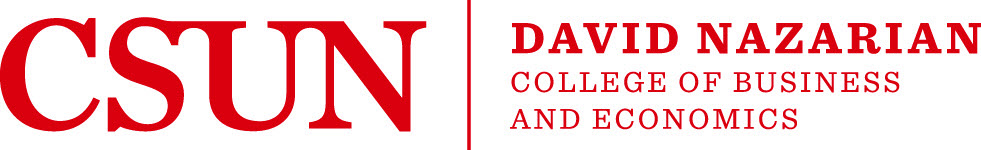 CSUN
DAVID NAZARIAN
COLLEGE OF BUSINESS
AND ECONOMICS